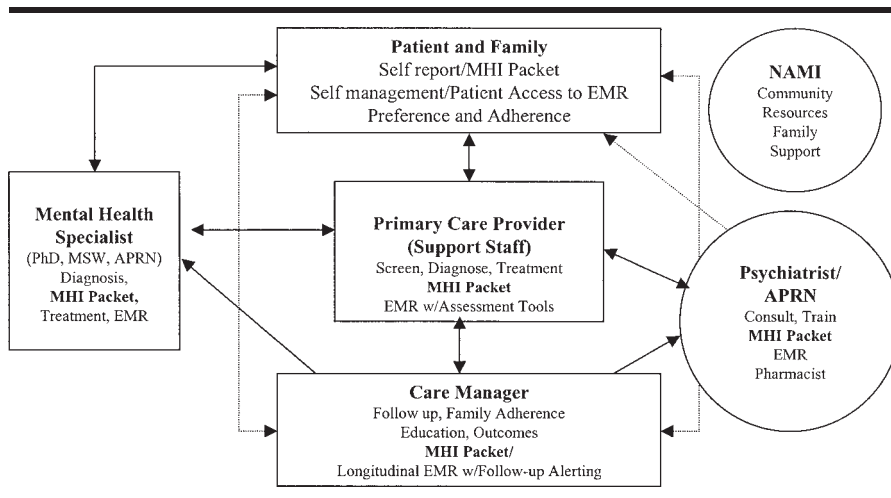 Patient and Family
Self report/MHI Packet
Self management/Patient Access to EMR
Preference and Adherence
NAMI
Community
Resources
Family
Support
Mental Health
Specialist
(PhD, MSW, APRN)
Diagnosis,
MHI Packet,
Treatment, EMR
Primary Care Provider
(Support Staff)
Screen, Diagnose, Treatment
MHI Packet
EMR w/Assessment Tools
Psychiatrist/
APRN
Consult, Train
MHI Packet
EMR
Pharmacist
Care Manager
Follow up, Family Adherence
Education, Outcomes
MHI Packet/
Longitudinal EMR w/Follow-up Alerting